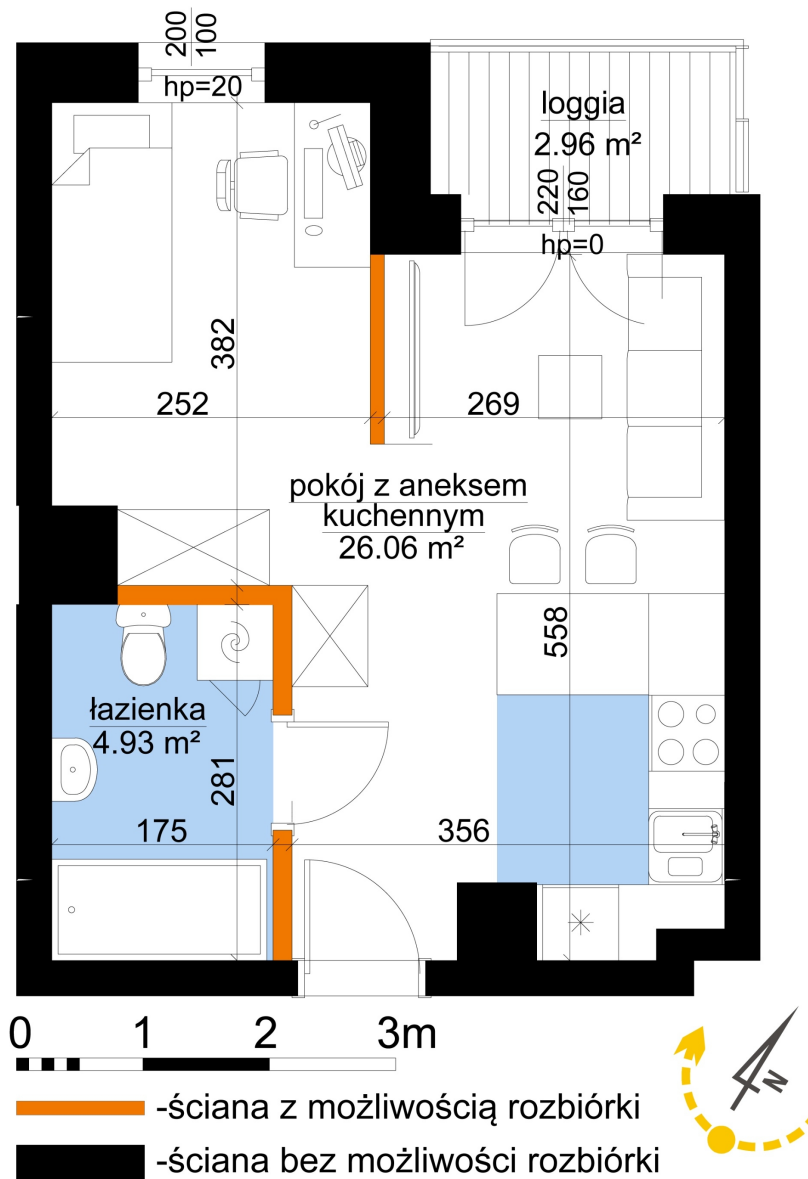 200
100
hp=20
loggia
2.96 m²
220
160
hp=0
382
252
269
pokój z aneksem
kuchennym
26.06 m²
558
łazienka
4.93 m²
281
175
356
0 1 2 3m
N
-ściana z możliwością rozbiórki
-ściana bez możliwości rozbiórki